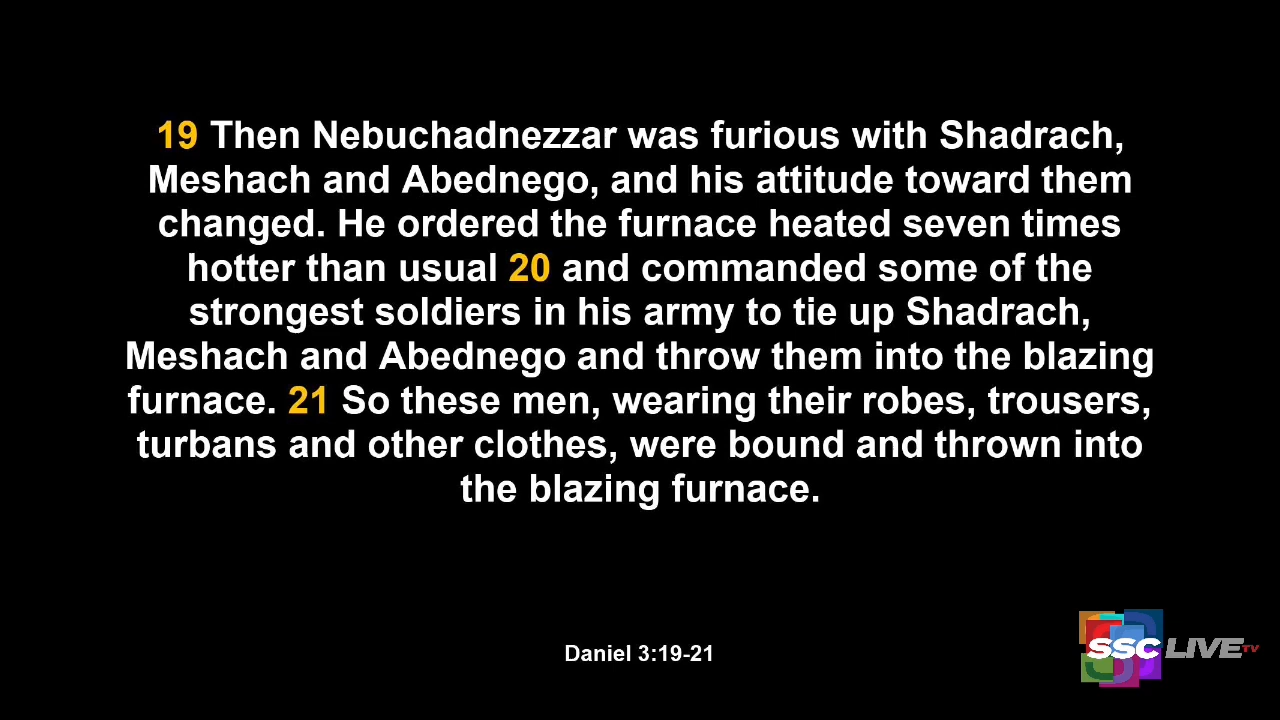 19 Then Nebuchadnezzar was furious with Shadrach,
Meshach and Abednego, and his attitude toward them
changed. He ordered the furnace heated seven times
hotter than usual 20 and commanded some of the
strongest soldiers in his army to tie up Shadrach,
Meshach and Abednego and throw them into the blazing
furnace. 21 So these men, wearing their robes, trousers,
turbans and other clothes, were bound and thrown into
the blazing furnace.
Daniel 3:19-21
SSC LIVE TV